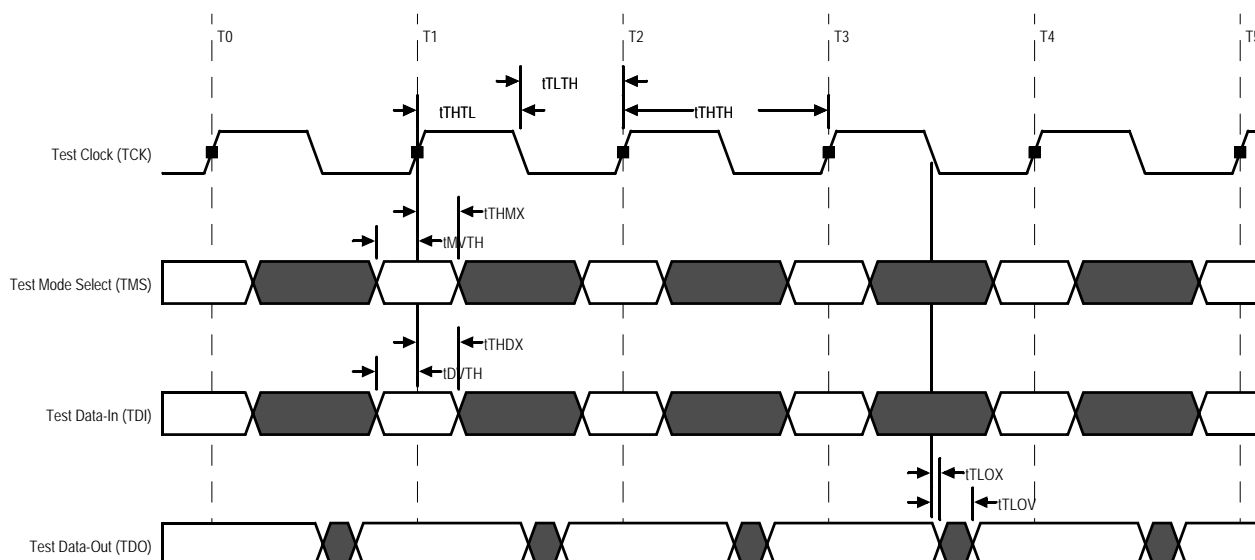 T0
T1
T2
T3
T4
T5
tTLTH
tTHTL
tTHTH
Test Clock (TCK)
tTHMX
tMVTH
Test Mode Select (TMS)
tTHDX
tDVTH
Test Data-In (TDI)
tTLOX
tTLOV
Test Data-Out (TDO)